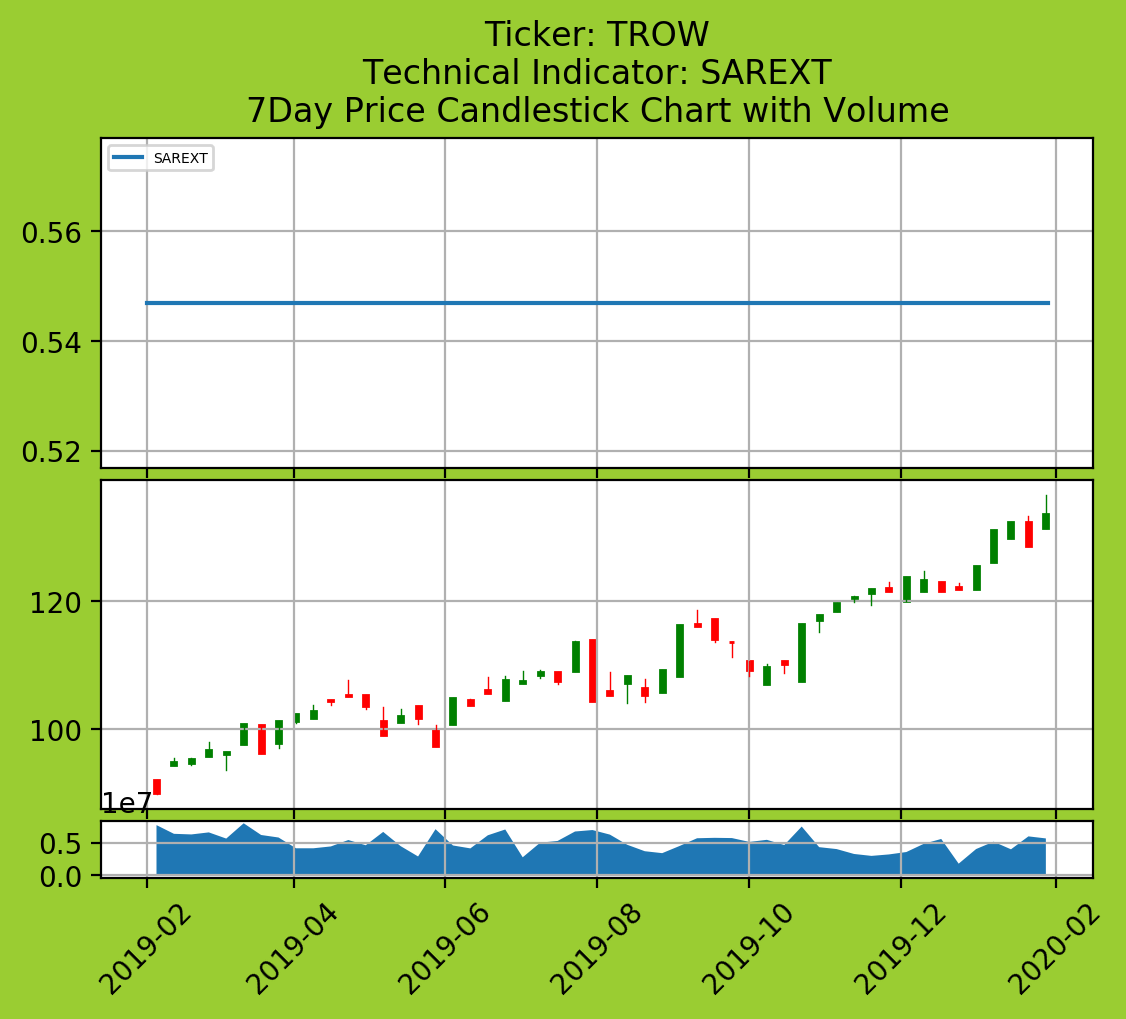 Ticker: TROW
Technical Indicator: SAREXT
7Day Price Candlestick Chart with Volume
SAREXT
0.56
0.54
0.52
120
100
1e7
0.5
0.0
2019-02
2019-04
2019-06
2019-08
2019-10
2019-12
2020-02